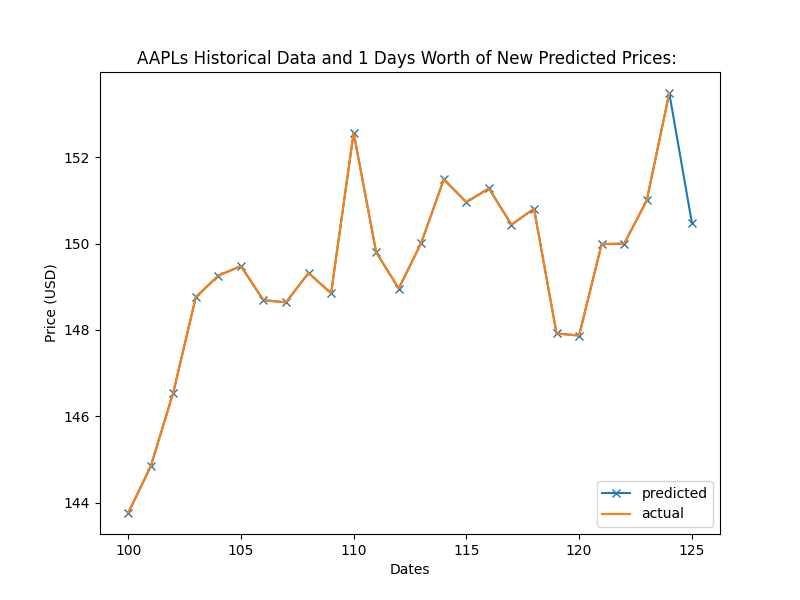 AAPLs Historical Data and 1 Days Worth of New Predicted Prices:
Price (USD)
152
150
148
146
144
100 105 110 115 120 125
Dates
predicted
actual